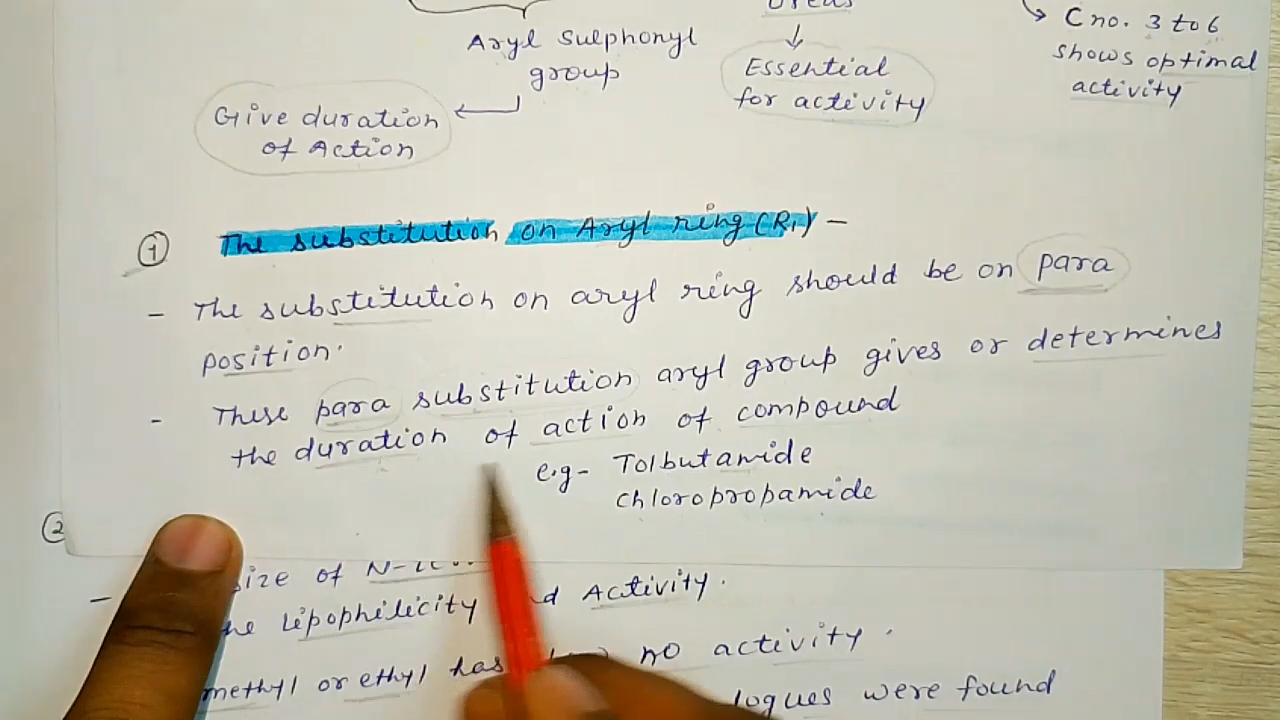 Aryl sulphonyl
group
Essential
for activity
C no. 3 to 6
shows optimal
activity
Give duration
of Action
① The substitution on Aryl ring (R1) -
- The substitution on aryl ring should be on para
position.
- These para substitution aryl group gives or determines
the duration of action of compound
e.g- Tolbutamide
chloropropamide
②
size of N-
- the Lipophilicity and Activity.
methyl or ethyl has no activity.
logues were found